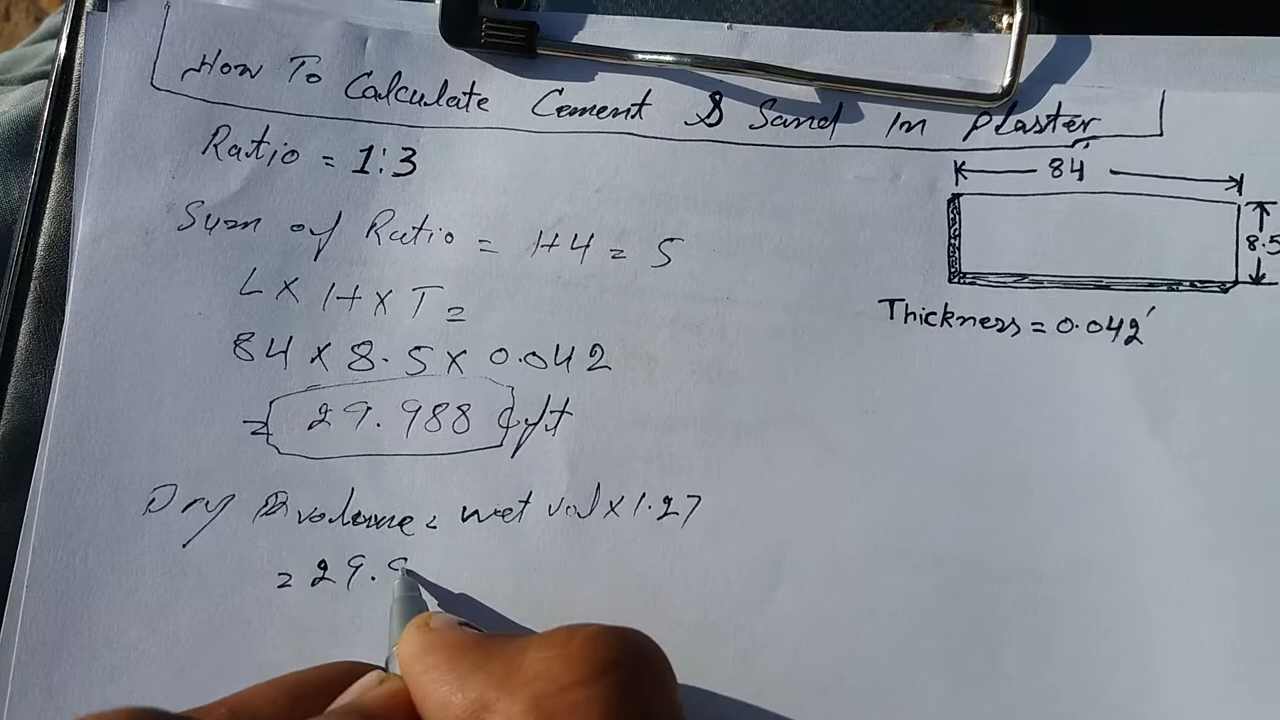 How To Calculate Cement & Sand in plaster
Ratio = 1:3
84'
Sum of Ratio = 1+4 = 5
8.5
L x H x T =
Thickness = 0.042'
84 x 8.5 x 0.042
= 29.988 cft
Dry volume = wet vol x 1.27
= 29.9